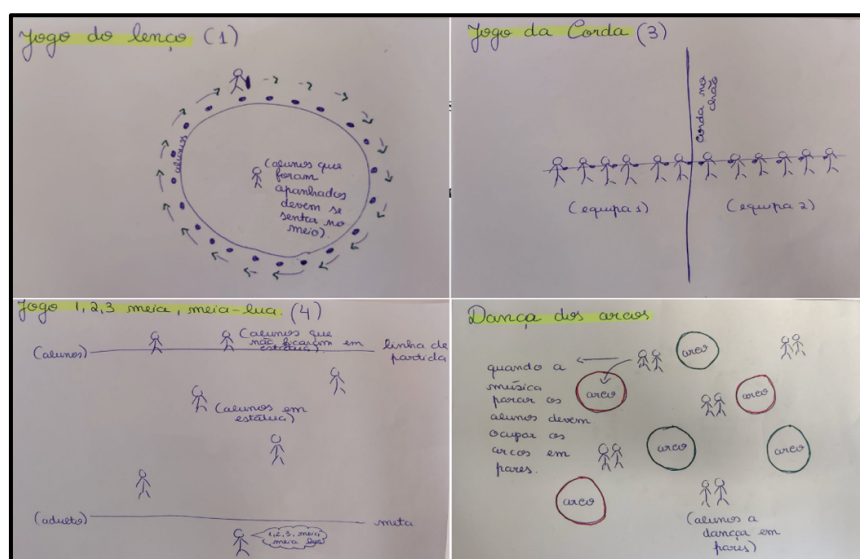 Jogo do lenço (1)
alunos
(alunos que
foram
apanhados
devem se
sentar no
meio).
Jogo da Corda (3)
corda no
chão
(equipa 1)
(equipa 2)
Jogo 1, 2, 3 meia, meia-lua. (4)
(alunos que
não ficaram em
estátua)
(alunos)
linha de
partida
(alunos em
estátua)
(adulto)
meta
1, 2, 3, meia
meia lua
Dança dos arcos
quando a
música
parar os
alunos devem
ocupar os
arcos em
pares.
arco
arco
arco
arco
arco
arco
(alunos a
dança em
pares)